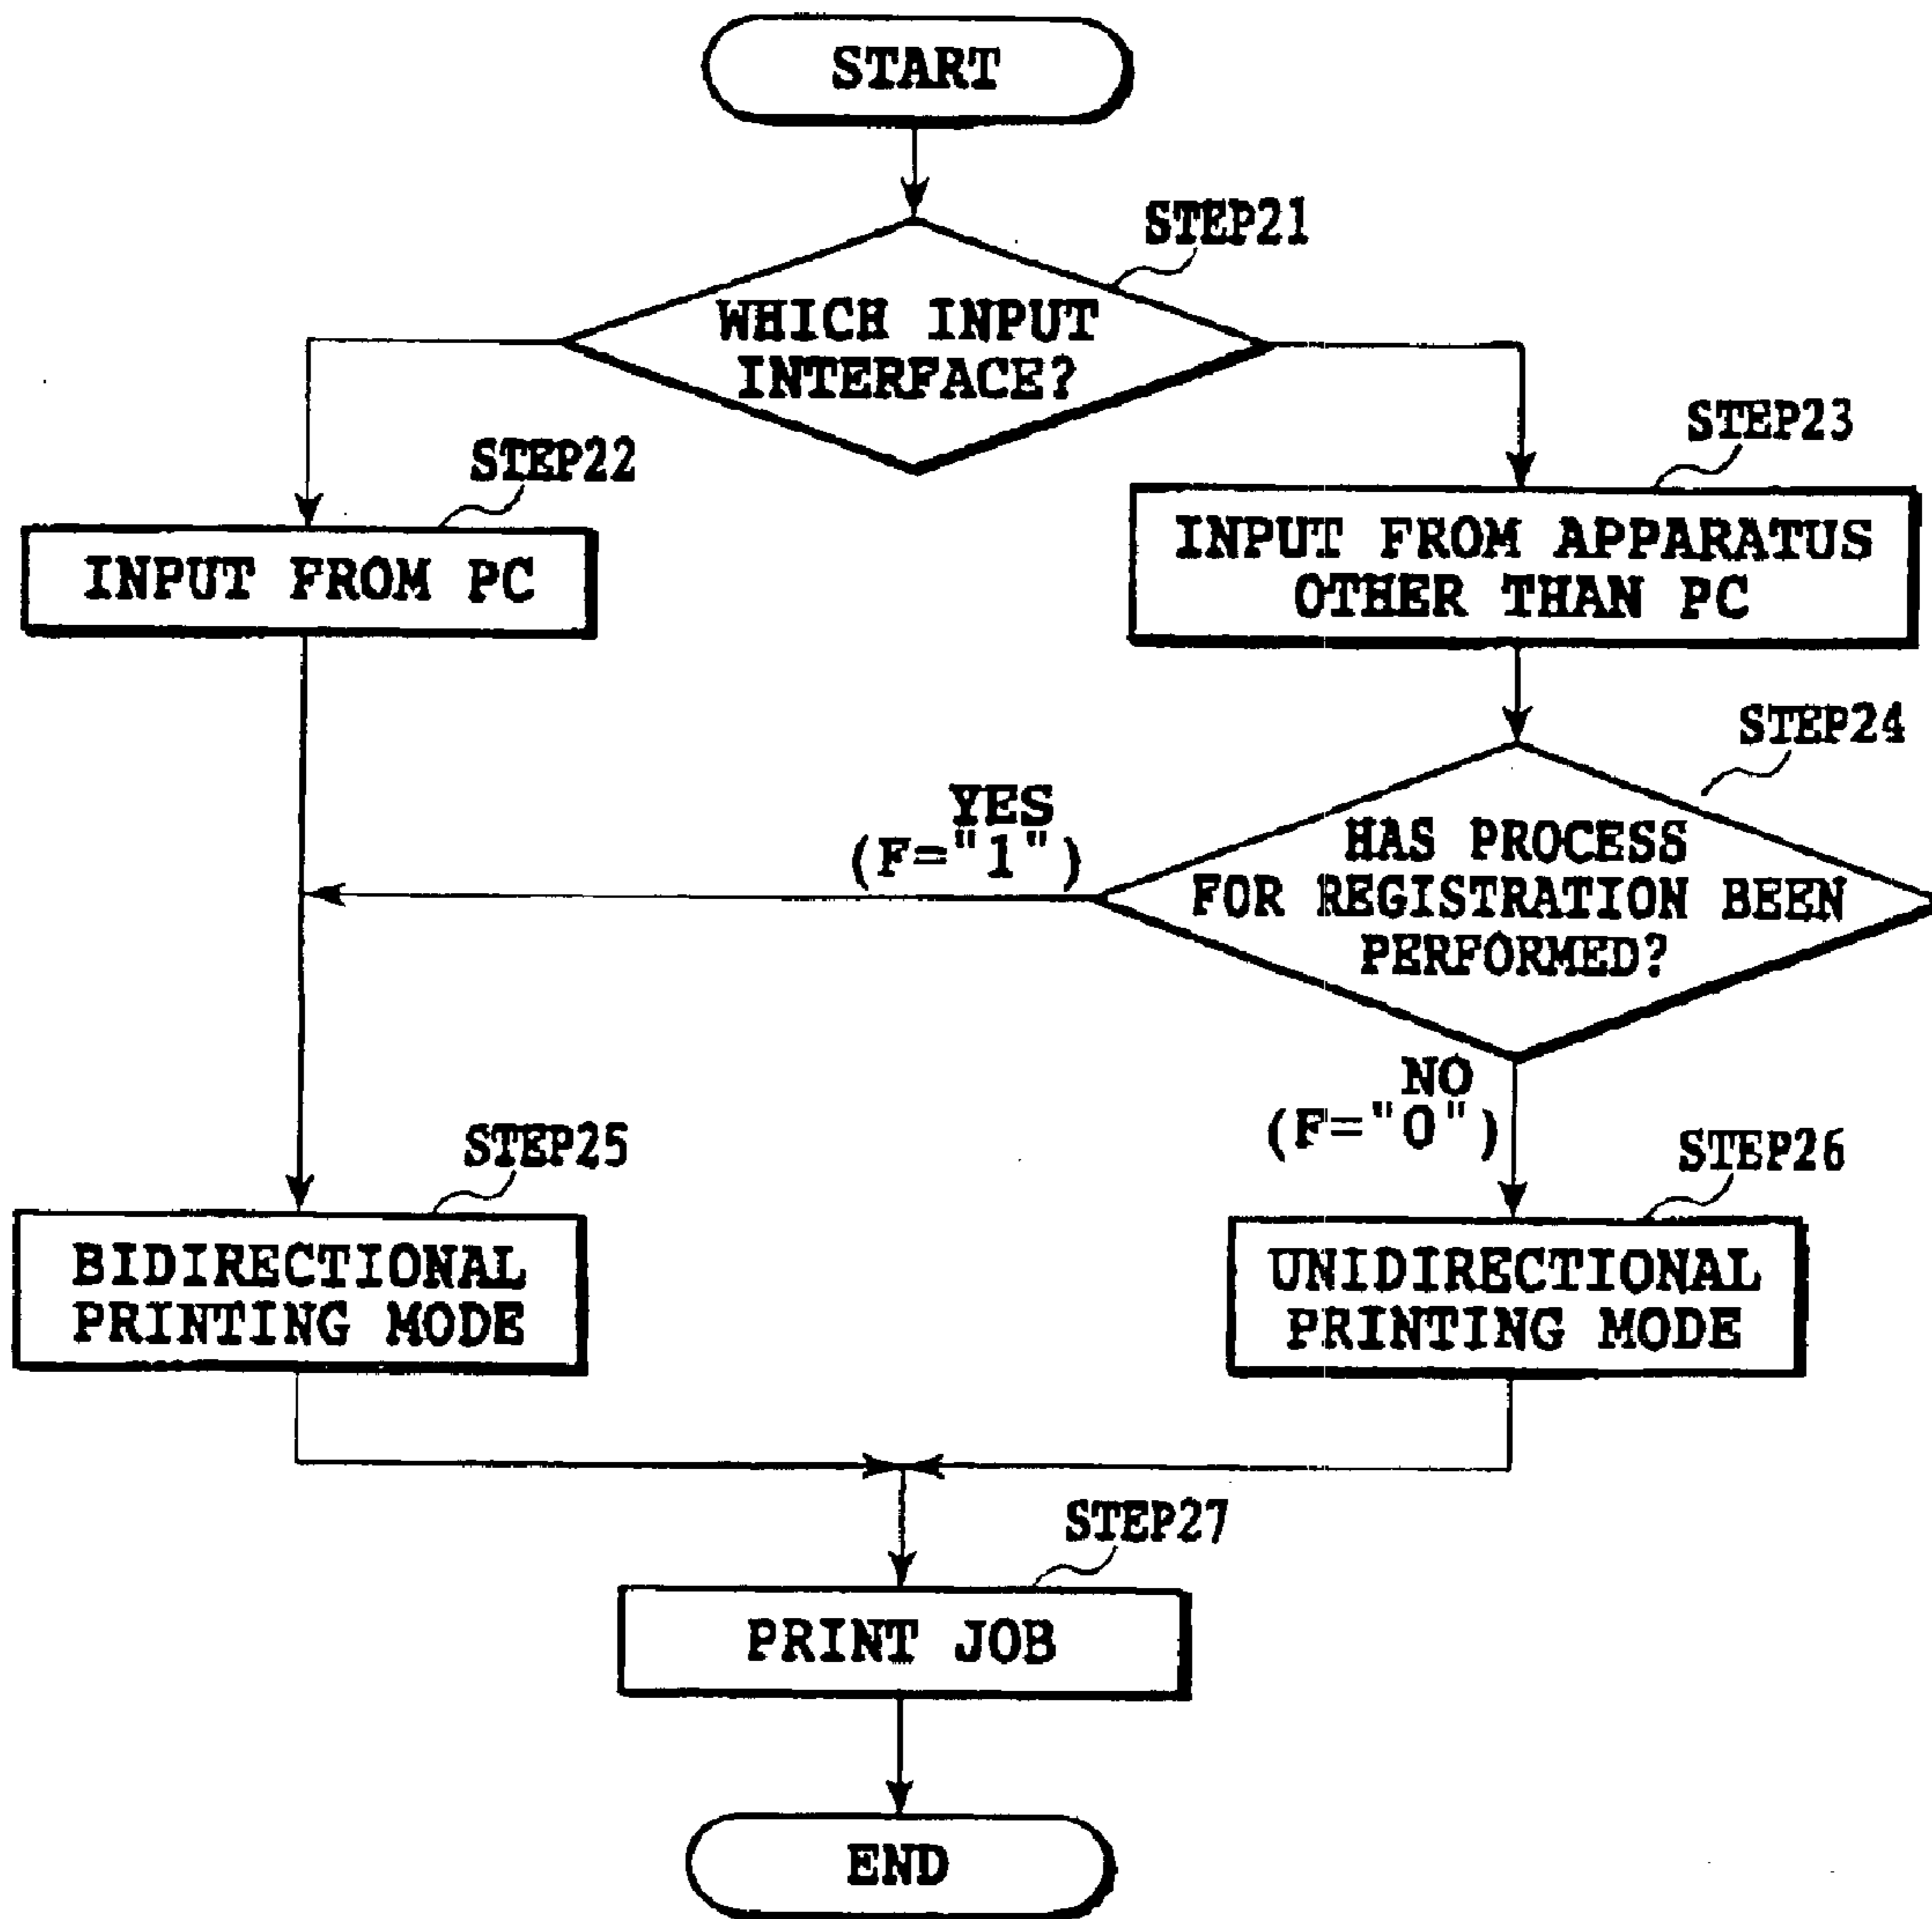 START
STEP21
WHICH INPUT
INTERFACE?
STEP22
STEP23
INPUT FROM PC
INPUT FROM APPARATUS
OTHER THAN PC
STEP24
YES
(F="1")
HAS PROCESS
FOR REGISTRATION BEEN
PERFORMED?
NO
(F="0")
STEP25
STEP26
BIDIRECTIONAL
PRINTING MODE
UNIDIRECTIONAL
PRINTING MODE
STEP27
PRINT JOB
END